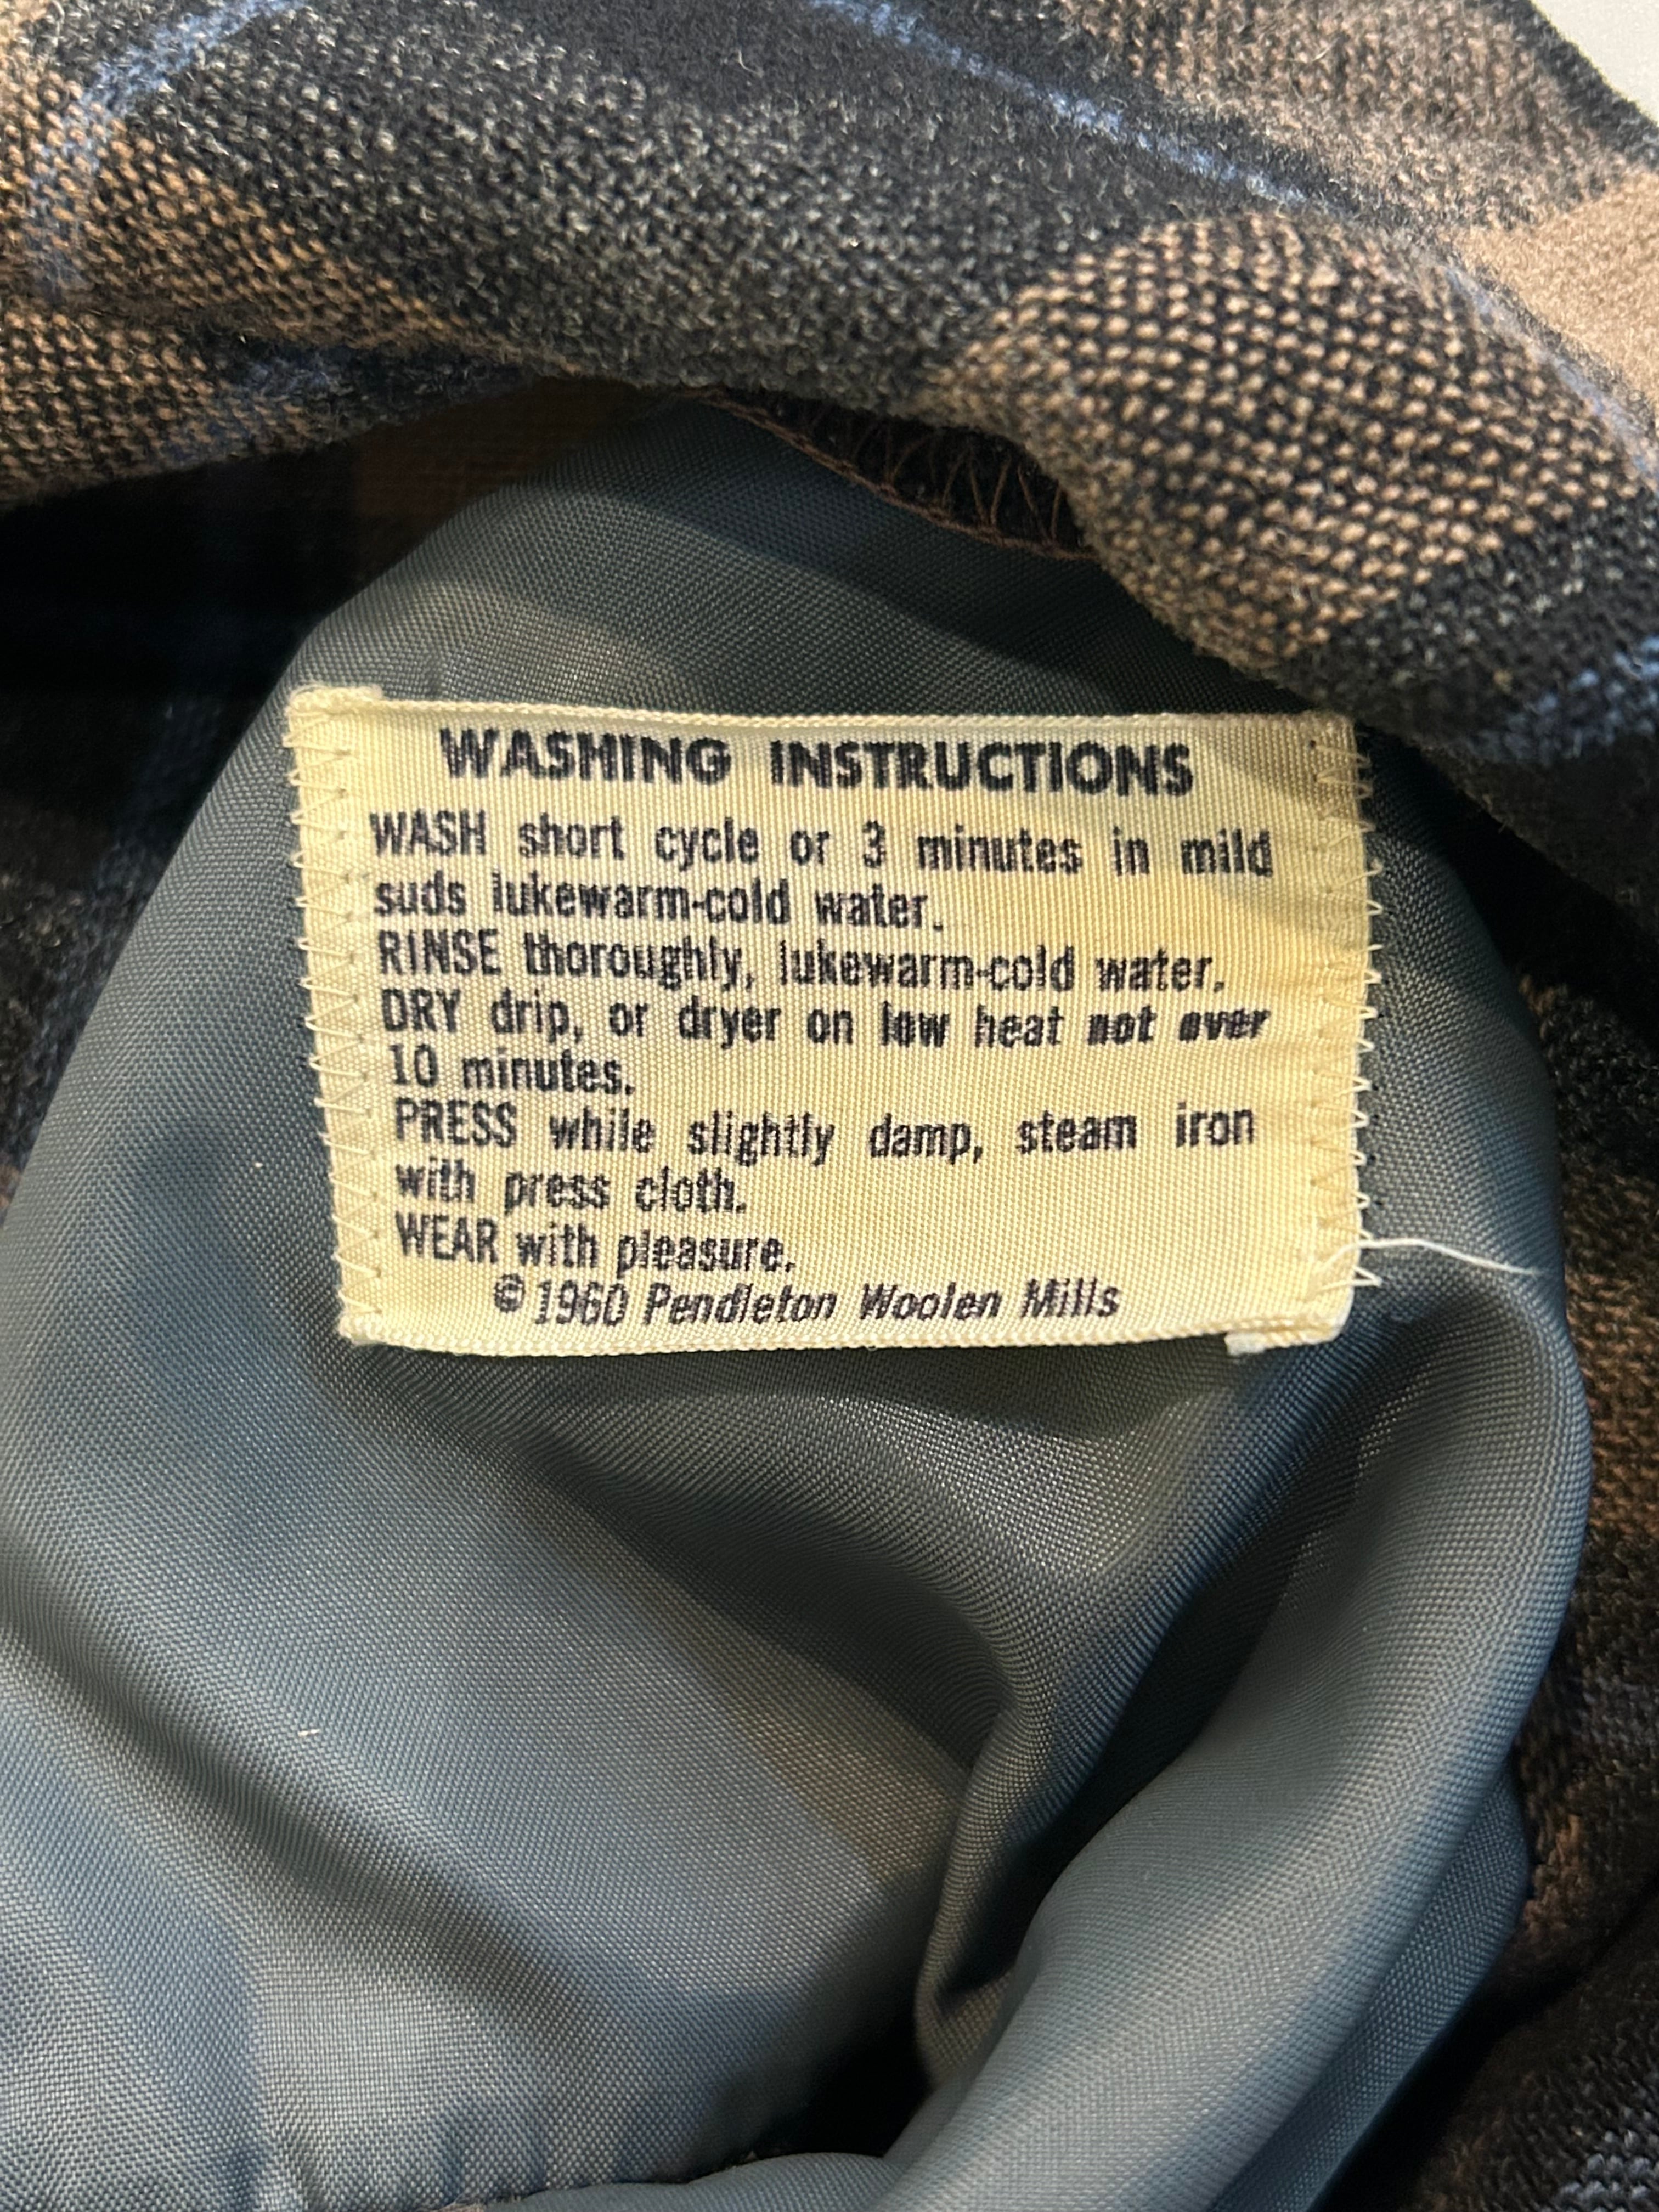 WASHING INSTRUCTIONS
WASH short cycle or 3 minutes in mild
suds lukewarm-cold water.
RINSE thoroughly, lukewarm-cold water.
DRY drip, or dryer on low heat not over
10 minutes.
PRESS while slightly damp, steam iron
with press cloth.
WEAR with pleasure.
©1960 Pendleton Woolen Mills